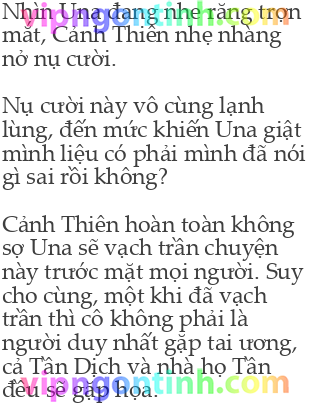 Nhìn Una đang nhe răng trợn
mắt, Cảnh Thiên nhẹ nhàng
nở nụ cười.
Nụ cười này vô cùng lạnh
lùng, đến mức khiến Una giật
mình liệu có phải mình đã nói
gì sai rồi không?
Cảnh Thiên hoàn toàn không
sợ Una sẽ vạch trần chuyện
này trước mặt mọi người. Suy
cho cùng, một khi đã vạch
trần thì cô không phải là
người duy nhất gặp tai ương,
cả Tần Dịch và nhà họ Tần
đều sẽ gặp họa.
vipngontinh.com
vipngontinh.com